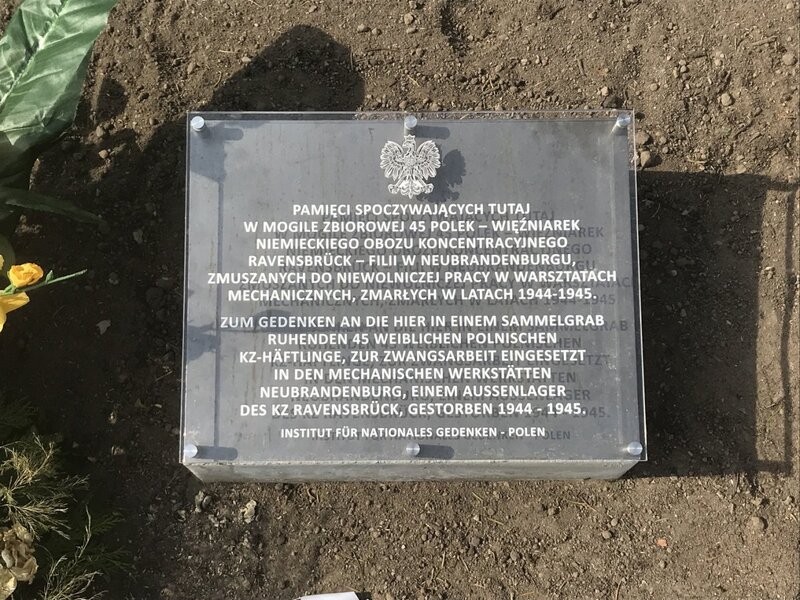 PAMIĘCI SPOCZYWAJĄCYCH TUTAJ
W MOGILE ZBIOROWEJ 45 POLEK – WIĘŹNIAREK
NIEMIECKIEGO OBOZU KONCENTRACYJNEGO
RAVENSBRÜCK – FILII W NEUBRANDENBURGU,
ZMUSZANYCH DO NIEWOLNICZEJ PRACY W WARSZTATACH
MECHANICZNYCH, ZMARŁYCH W LATACH 1944-1945.
ZUM GEDENKEN AN DIE HIER IN EINEM SAMMELGRAB
RUHENDEN 45 WEIBLICHEN POLNISCHEN
KZ-HÄFTLINGE, ZUR ZWANGSARBEIT EINGESETZT
IN DEN MECHANISCHEN WERKSTÄTTEN
NEUBRANDENBURG, EINEM AUSSENLAGER
DES KZ RAVENSBRÜCK, GESTORBEN 1944 - 1945.
INSTITUT FÜR NATIONALES GEDENKEN - POLEN